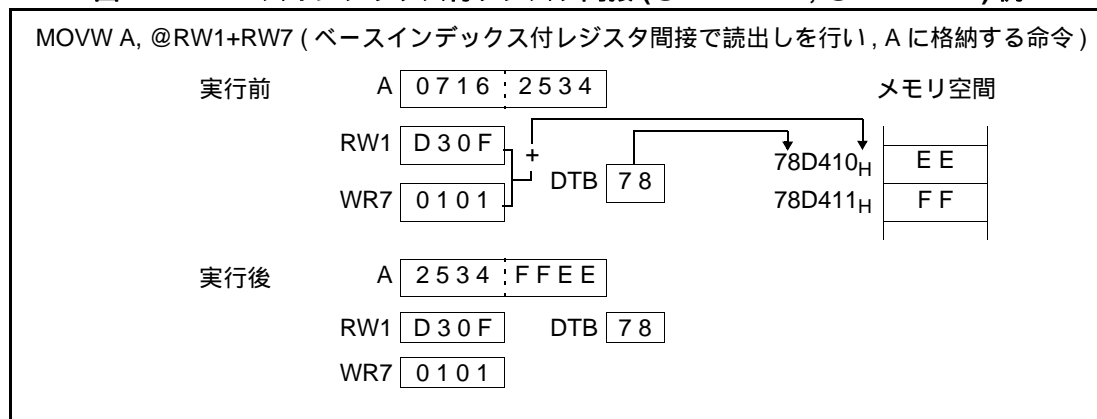 MOVW A, @RW1+RW7 ( ベースインデックス付レジスタ間接で読出しを行い , A に格納する命令 )
実行前 A 0716 2534 メモリ空間
RW1 D30F +
78D410H EE
DTB 78
WR7 0101
78D411H FF
実行後 A 2534 FFEE
RW1 D30F DTB 78
WR7 0101